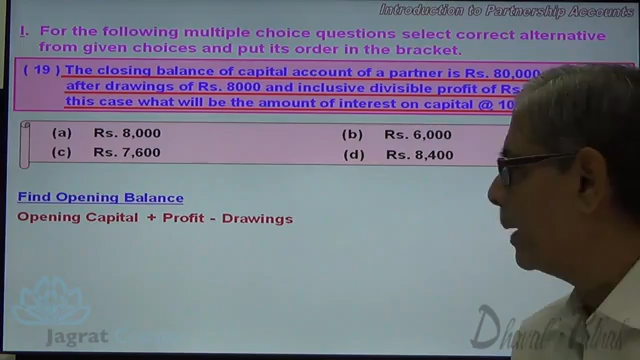 Introduction to Partnership Accounts
I. For the following multiple choice questions select correct alternative
from given choices and put its order in the bracket.
( 19 ) The closing balance of capital account of a partner is Rs. 80,000
after drawings of Rs. 8000 and inclusive divisible profit of Rs.
this case what will be the amount of interest on capital @ 10
(a) Rs. 8,000
(b) Rs. 6,000
(c) Rs. 7,600
(d) Rs. 8,400
Find Opening Balance
Opening Capital + Profit - Drawings
Jagrat
Dhaval